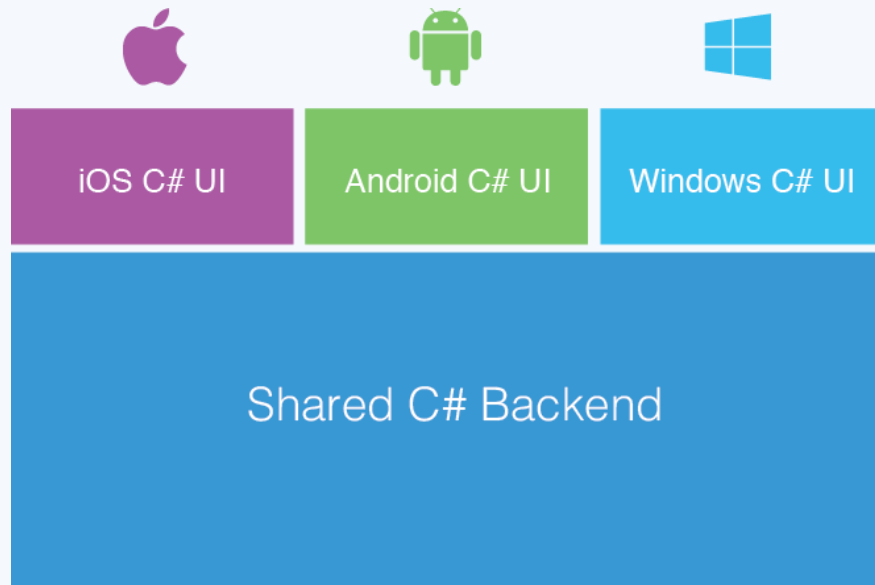 iOS C# UI
Android C# UI
Windows C# UI
Shared C# Backend